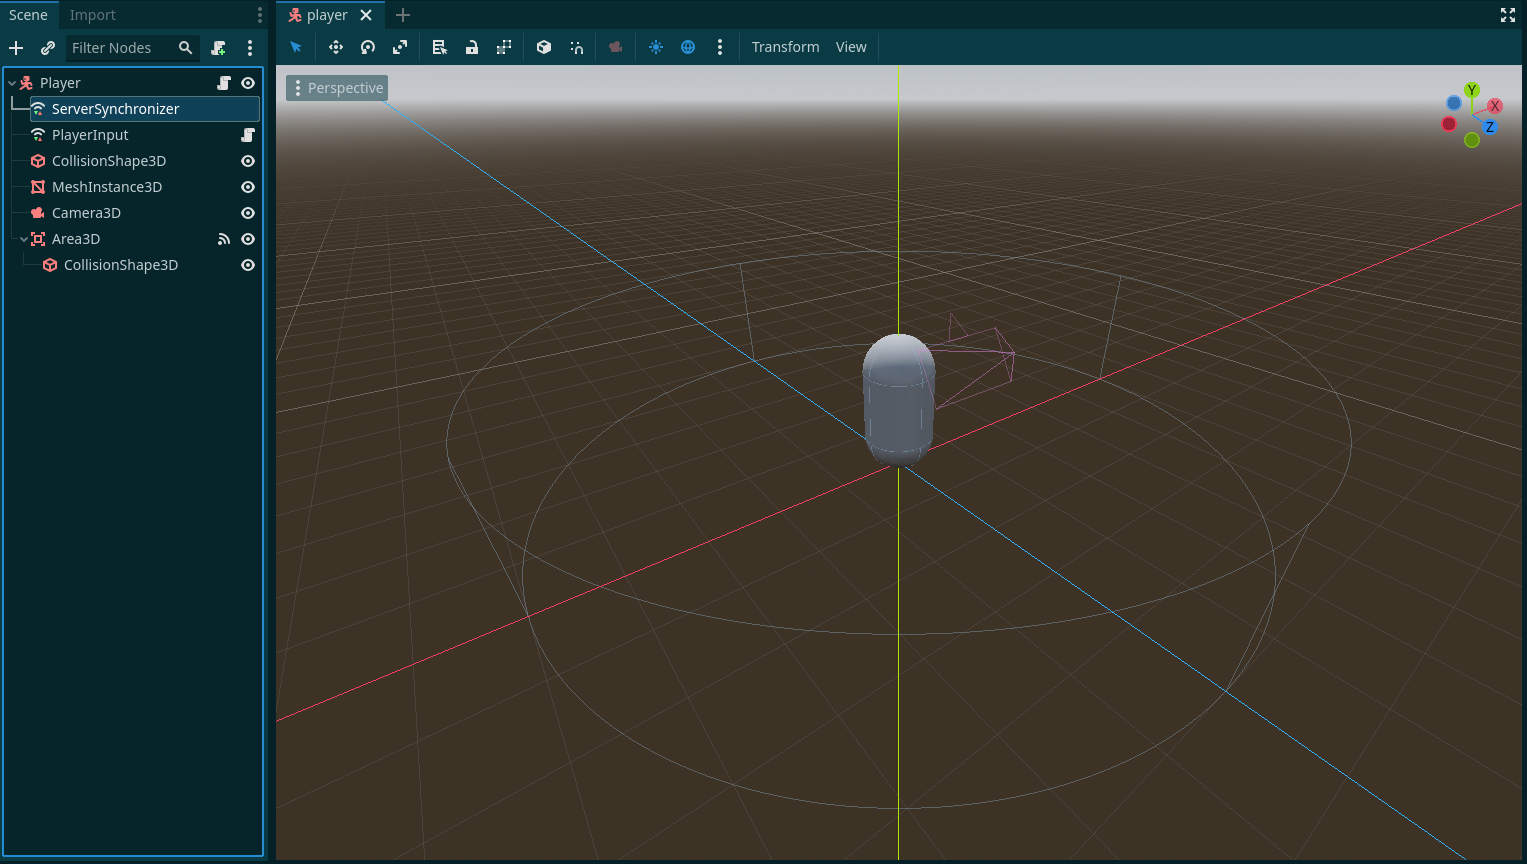 Scene Import
Filter Nodes
Player
ServerSynchronizer
PlayerInput
CollisionShape3D
MeshInstance3D
Camera3D
Area3D
CollisionShape3D
player
Transform View
Perspective
Y
X
Z